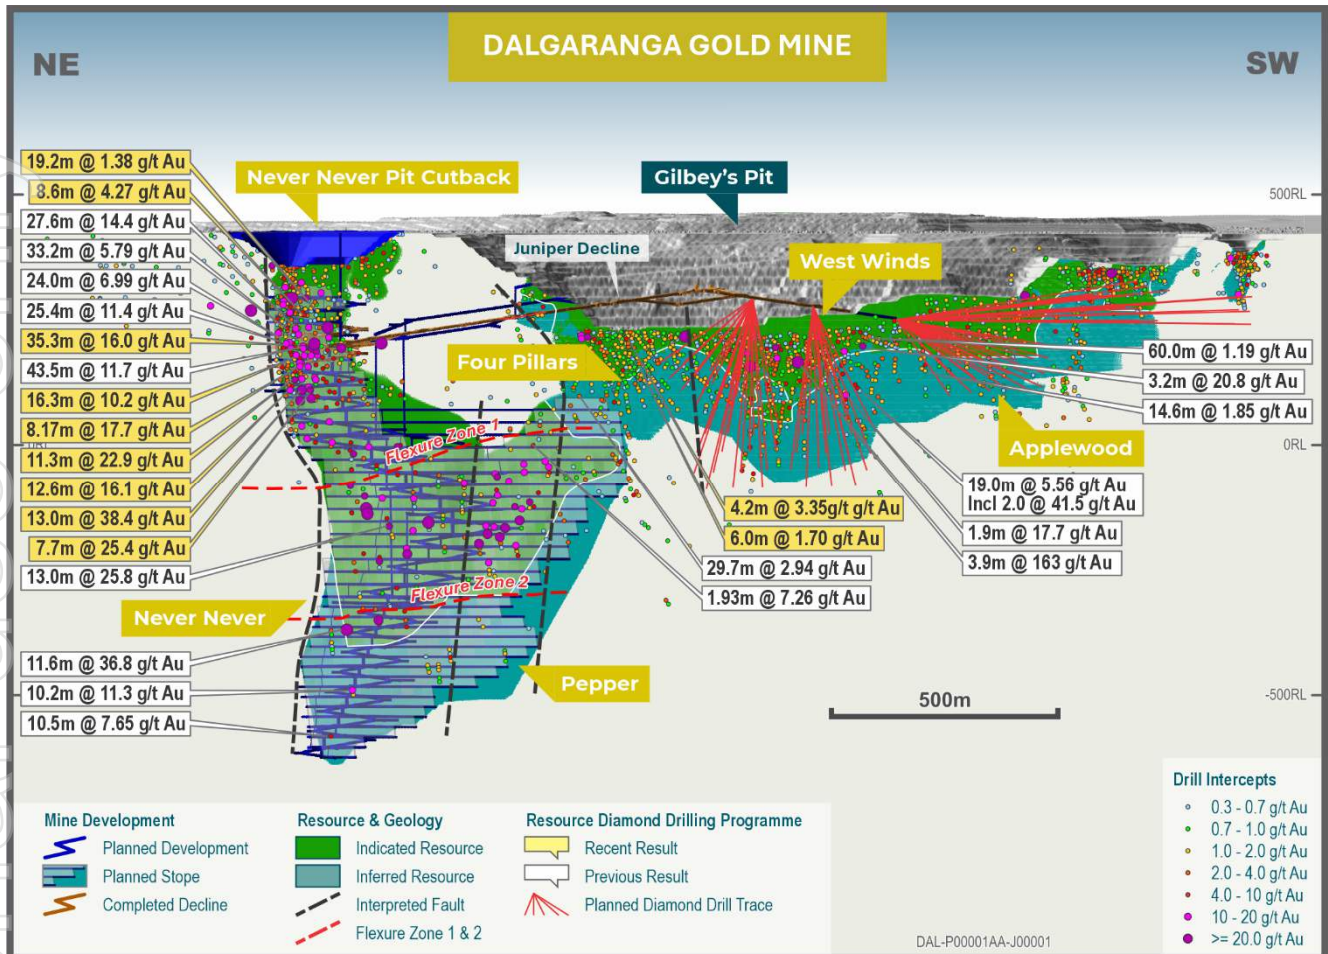 DALGARANGA GOLD MINE
NE
SW
19.2m @ 1.38 g/t Au
8.6m @ 4.27 g/t Au
27.6m @ 14.4 g/t Au
33.2m @ 5.79 g/t Au
24.0m @ 6.99 g/t Au
25.4m @ 11.4 g/t Au
35.3m @ 16.0 g/t Au
43.5m @ 11.7 g/t Au
16.3m @ 10.2 g/t Au
8.17m @ 17.7 g/t Au
11.3m @ 22.9 g/t Au
12.6m @ 16.1 g/t Au
13.0m @ 38.4 g/t Au
7.7m @ 25.4 g/t Au
13.0m @ 25.8 g/t Au
Never Never
11.6m @ 36.8 g/t Au
10.2m @ 11.3 g/t Au
10.5m @ 7.65 g/t Au
Never Never Pit Cutback
Gilbey's Pit
Juniper Decline
West Winds
Four Pillars
Flexure Zone 1
Flexure Zone 2
Pepper
Applewood
500RL
0RL
-500RL
60.0m @ 1.19 g/t Au
3.2m @ 20.8 g/t Au
14.6m @ 1.85 g/t Au
19.0m @ 5.56 g/t Au
Incl 2.0 @ 41.5 g/t Au
1.9m @ 17.7 g/t Au
3.9m @ 163 g/t Au
4.2m @ 3.35g/t g/t Au
6.0m @ 1.70 g/t Au
29.7m @ 2.94 g/t Au
1.93m @ 7.26 g/t Au
500m
Mine Development
Planned Development
Planned Stope
Completed Decline
Resource & Geology
Indicated Resource
Inferred Resource
Interpreted Fault
Flexure Zone 1 & 2
Resource Diamond Drilling Programme
Recent Result
Previous Result
Planned Diamond Drill Trace
DAL-P00001AA-J00001
Drill Intercepts
0.3 - 0.7 g/t Au
0.7 - 1.0 g/t Au
1.0 - 2.0 g/t Au
2.0 - 4.0 g/t Au
4.0 - 10 g/t Au
10 - 20 g/t Au
>= 20.0 g/t Au